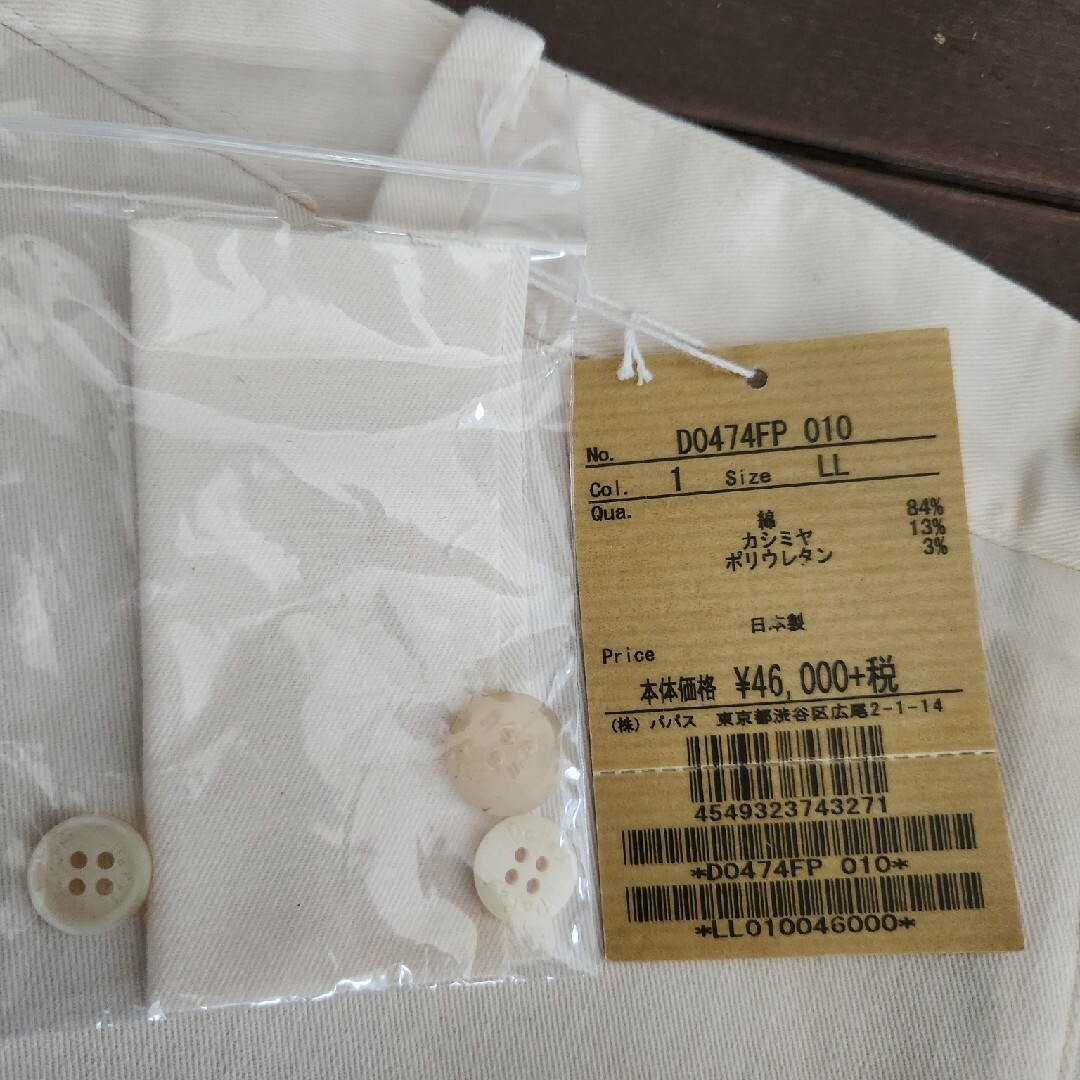 No. D0474FP 010
Col. 1 Size LL
Qua.
綿 84%
カシミヤ 13%
ポリウレタン 3%
日本製
Price
本体価格 ¥46,000+税
(株) パパス 東京都渋谷区広尾2-1-14
4549323743271
*D0474FP 010*
*LL010046000*